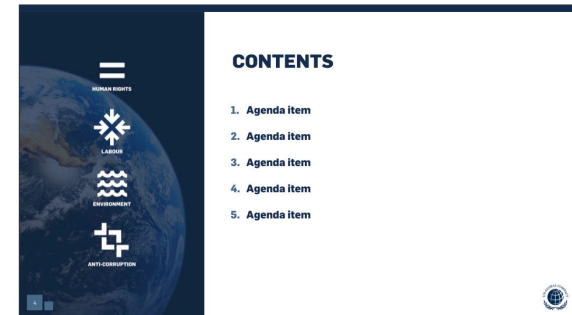 HUMAN RIGHTS
LABOUR
ENVIRONMENT
ANTI-CORRUPTION
4
CONTENTS
1. Agenda item
2. Agenda item
3. Agenda item
4. Agenda item
5. Agenda item